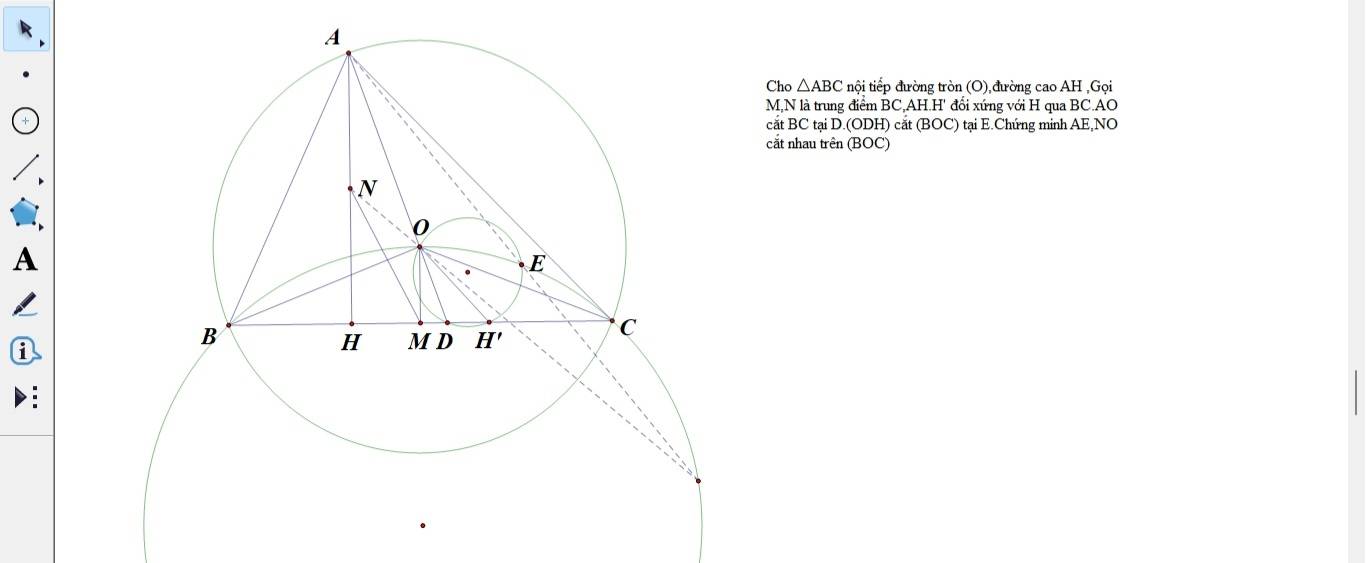 A
Cho △ABC nội tiếp đường tròn (O),đường cao AH ,Gọi
M,N là trung điểm BC,AH.H' đối xứng với H qua BC.AO
cắt BC tại D.(ODH) cắt (BOC) tại E.Chứng minh AE,NO
cắt nhau trên (BOC)
N
O
A
E
B
H
M
D
H'
C